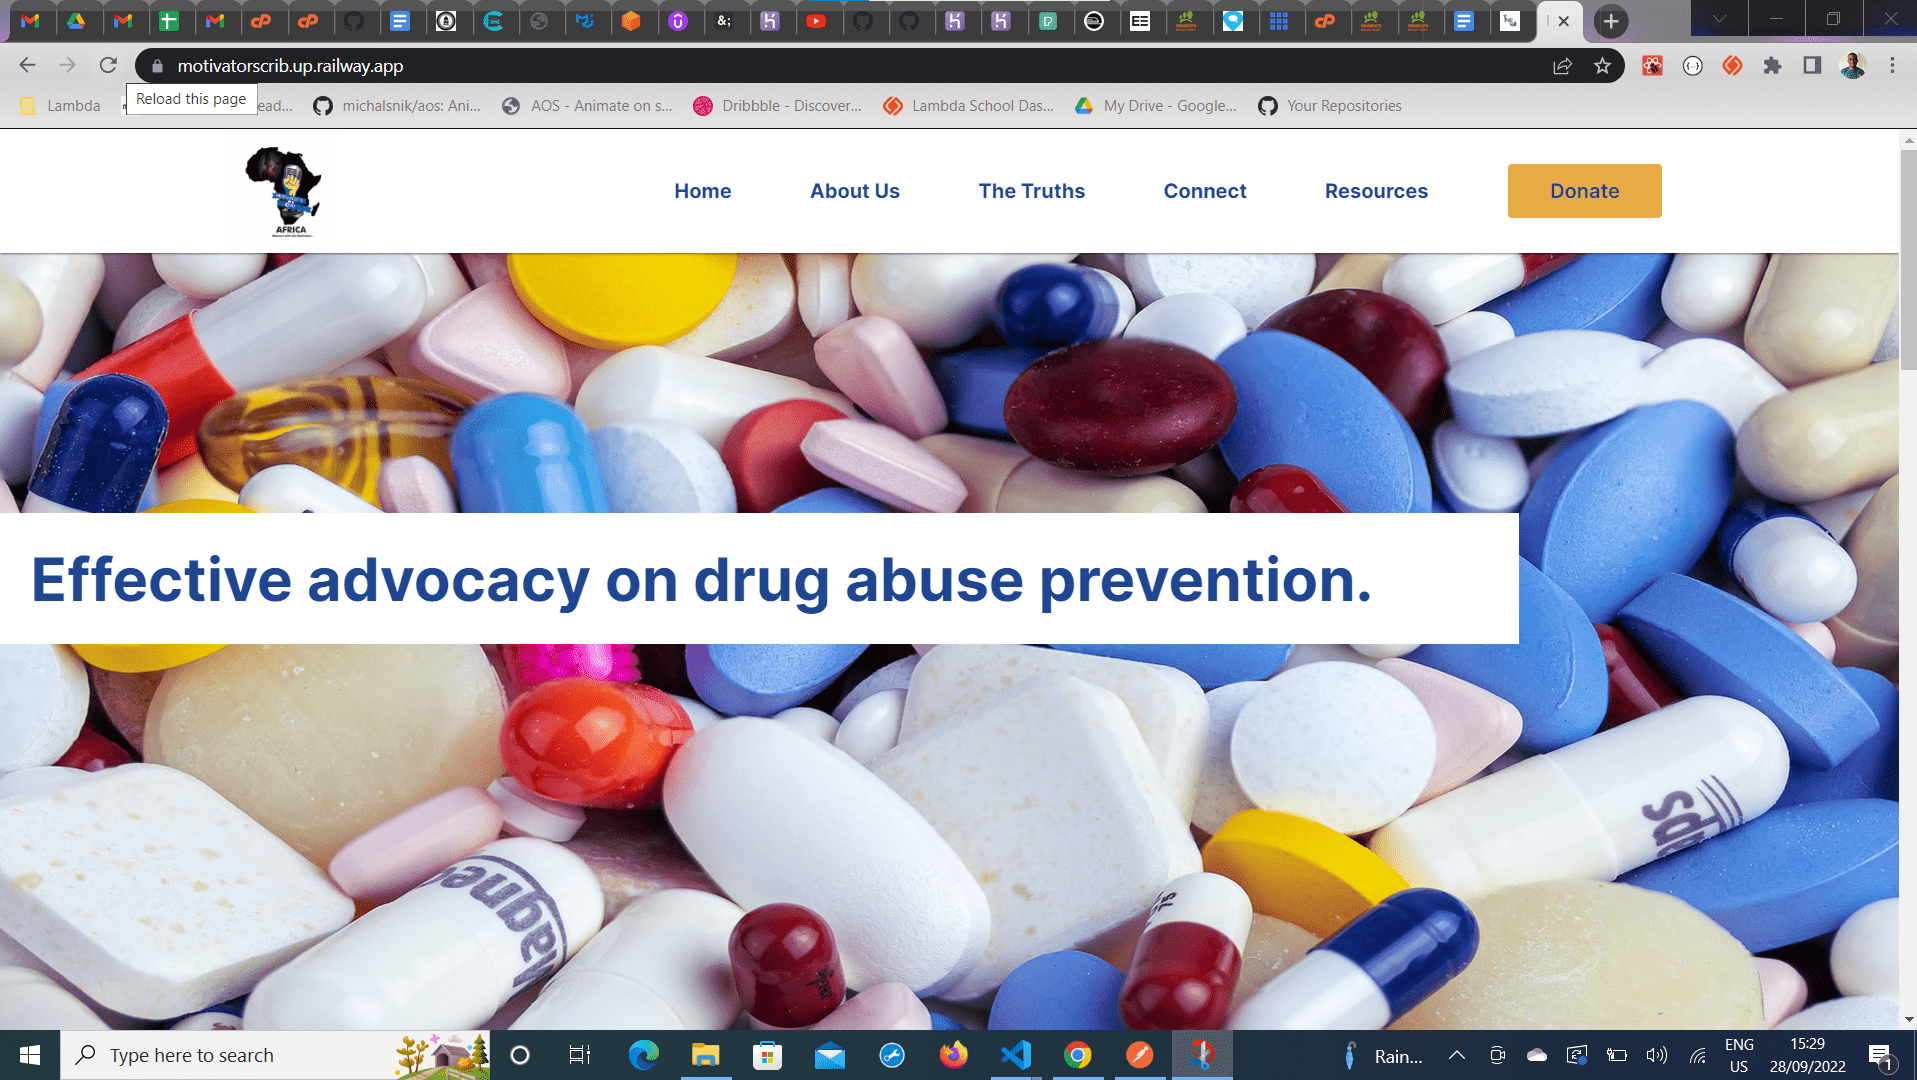 motivatorscrib.up.railway.app
Lambda
Reload this page
ead...
michalsnik/aos: Ani...
AOS - Animate on s...
Dribbble - Discover...
Lambda School Das...
My Drive - Google...
Your Repositories
AFRICA
Home
About Us
The Truths
Connect
Resources
Donate
Effective advocacy on drug abuse prevention.
Type here to search
Rain...
ENG
US
15:29
28/09/2022
1